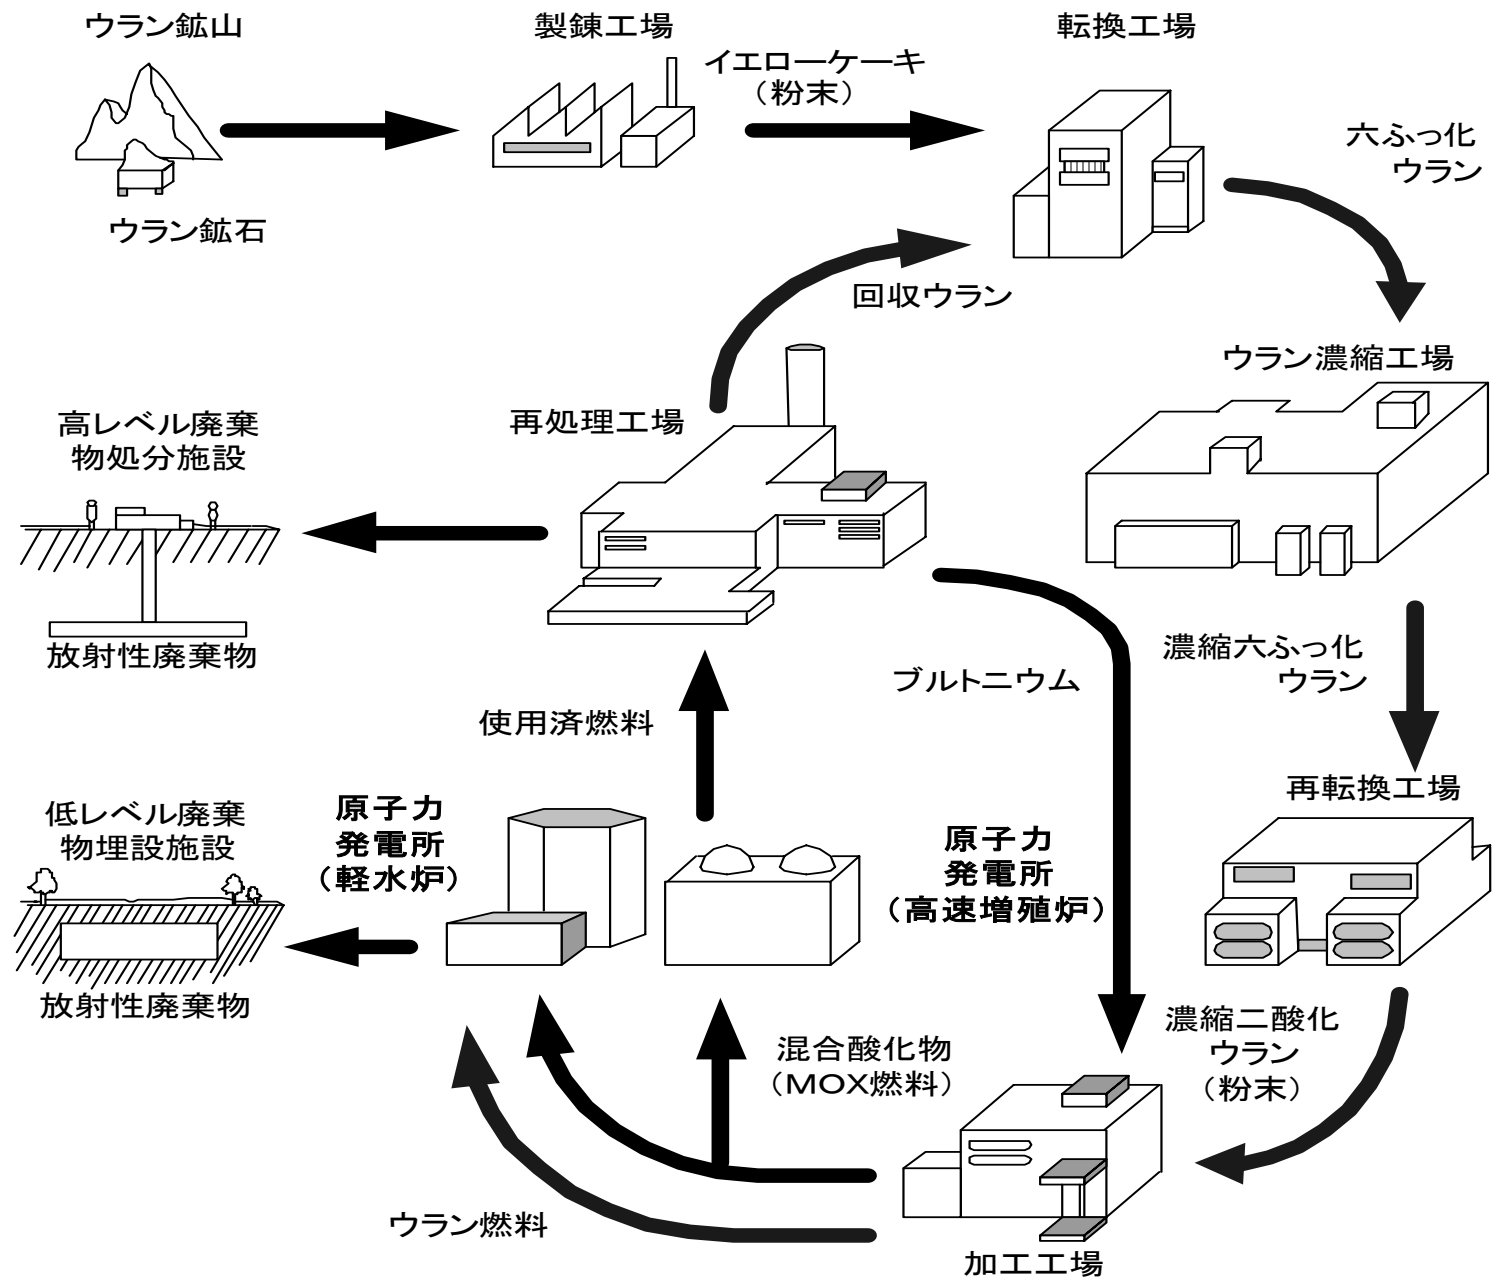 ウラン鉱山
製錬工場
転換工場
イエローケーキ
（粉末）
六ふっ化
ウラン
ウラン鉱石
回収ウラン
ウラン濃縮工場
高レベル廃棄
物処分施設
再処理工場
放射性廃棄物
濃縮六ふっ化
ウラン
プルトニウム
使用済燃料
再転換工場
低レベル廃棄
物埋設施設
原子力
発電所
（軽水炉）
原子力
発電所
（高速増殖炉）
放射性廃棄物
濃縮二酸化
ウラン
（粉末）
混合酸化物
（MOX燃料）
ウラン燃料
加工工場